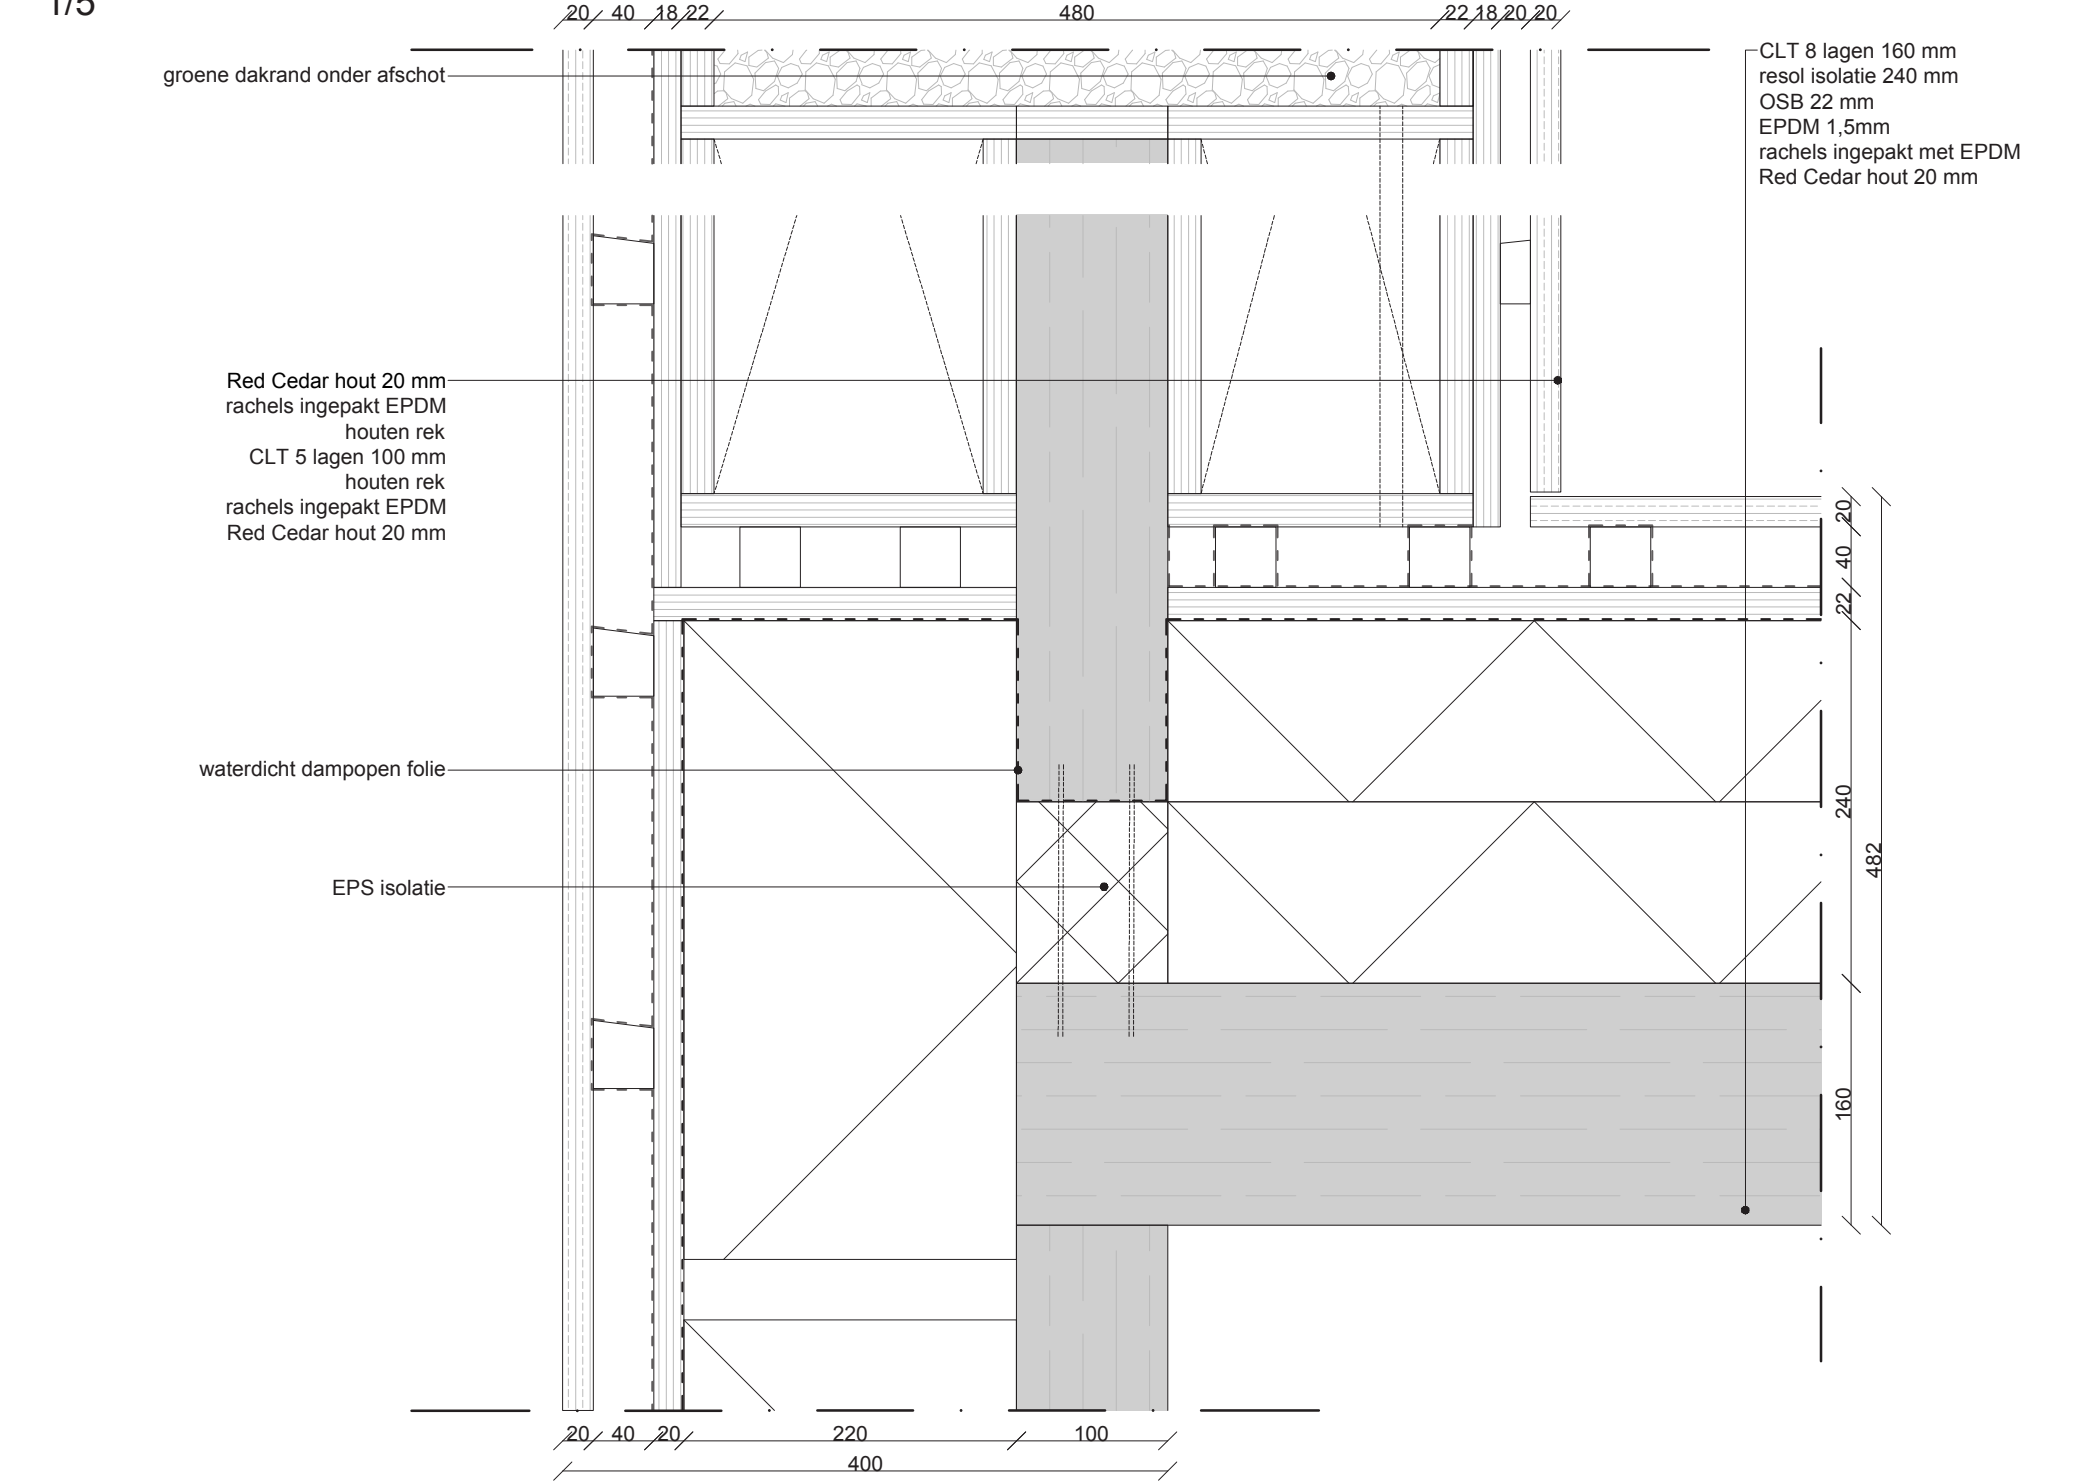 1/5
20 40 18 22 480 22 18 20 20
groene dakrand onder afschot
CLT 8 lagen 160 mm
resol isolatie 240 mm
OSB 22 mm
EPDM 1,5mm
rachels ingepakt met EPDM
Red Cedar hout 20 mm
Red Cedar hout 20 mm
rachels ingepakt EPDM
houten rek
CLT 5 lagen 100 mm
houten rek
rachels ingepakt EPDM
Red Cedar hout 20 mm
waterdicht dampopen folie
EPS isolatie
20
40
22
240
482
160
20 40 20 220 100
400